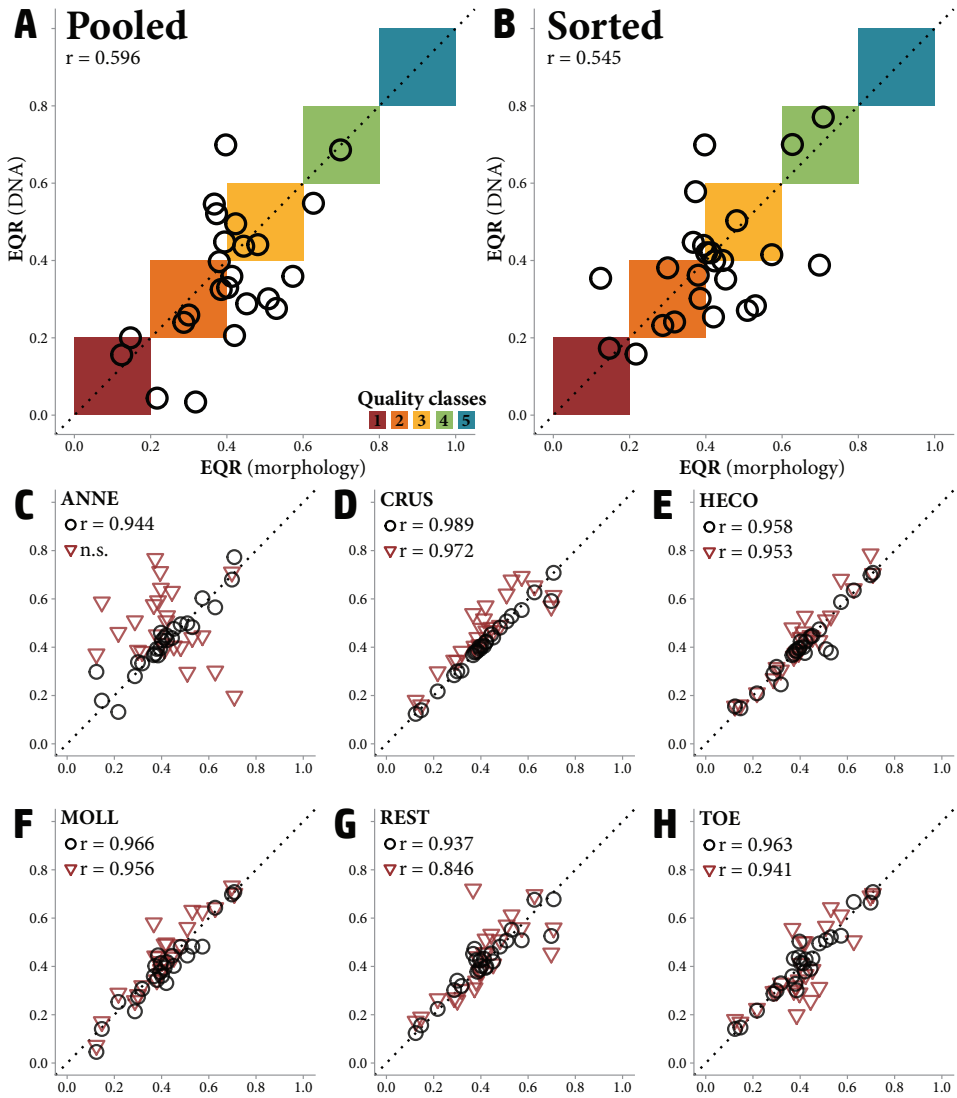 A Pooled
r = 0.596
EQR (DNA)
0.8
0.6
0.4
0.2
0.0
0.0 0.2 0.4 0.6 0.8 1.0
EQR (morphology)
Quality classes
1 2 3 4 5
B Sorted
r = 0.545
EQR (DNA)
0.8
0.6
0.4
0.2
0.0
0.0 0.2 0.4 0.6 0.8 1.0
EQR (morphology)
C ANNE
r = 0.944
n.s.
0.8
0.6
0.4
0.2
0.0
0.0 0.2 0.4 0.6 0.8 1.0
D CRUS
r = 0.989
r = 0.972
0.8
0.6
0.4
0.2
0.0
0.0 0.2 0.4 0.6 0.8 1.0
E HECO
r = 0.958
r = 0.953
0.8
0.6
0.4
0.2
0.0
0.0 0.2 0.4 0.6 0.8 1.0
F MOLL
r = 0.966
r = 0.956
0.8
0.6
0.4
0.2
0.0
0.0 0.2 0.4 0.6 0.8 1.0
G REST
r = 0.937
r = 0.846
0.8
0.6
0.4
0.2
0.0
0.0 0.2 0.4 0.6 0.8 1.0
H TOE
r = 0.963
r = 0.941
0.8
0.6
0.4
0.2
0.0
0.0 0.2 0.4 0.6 0.8 1.0